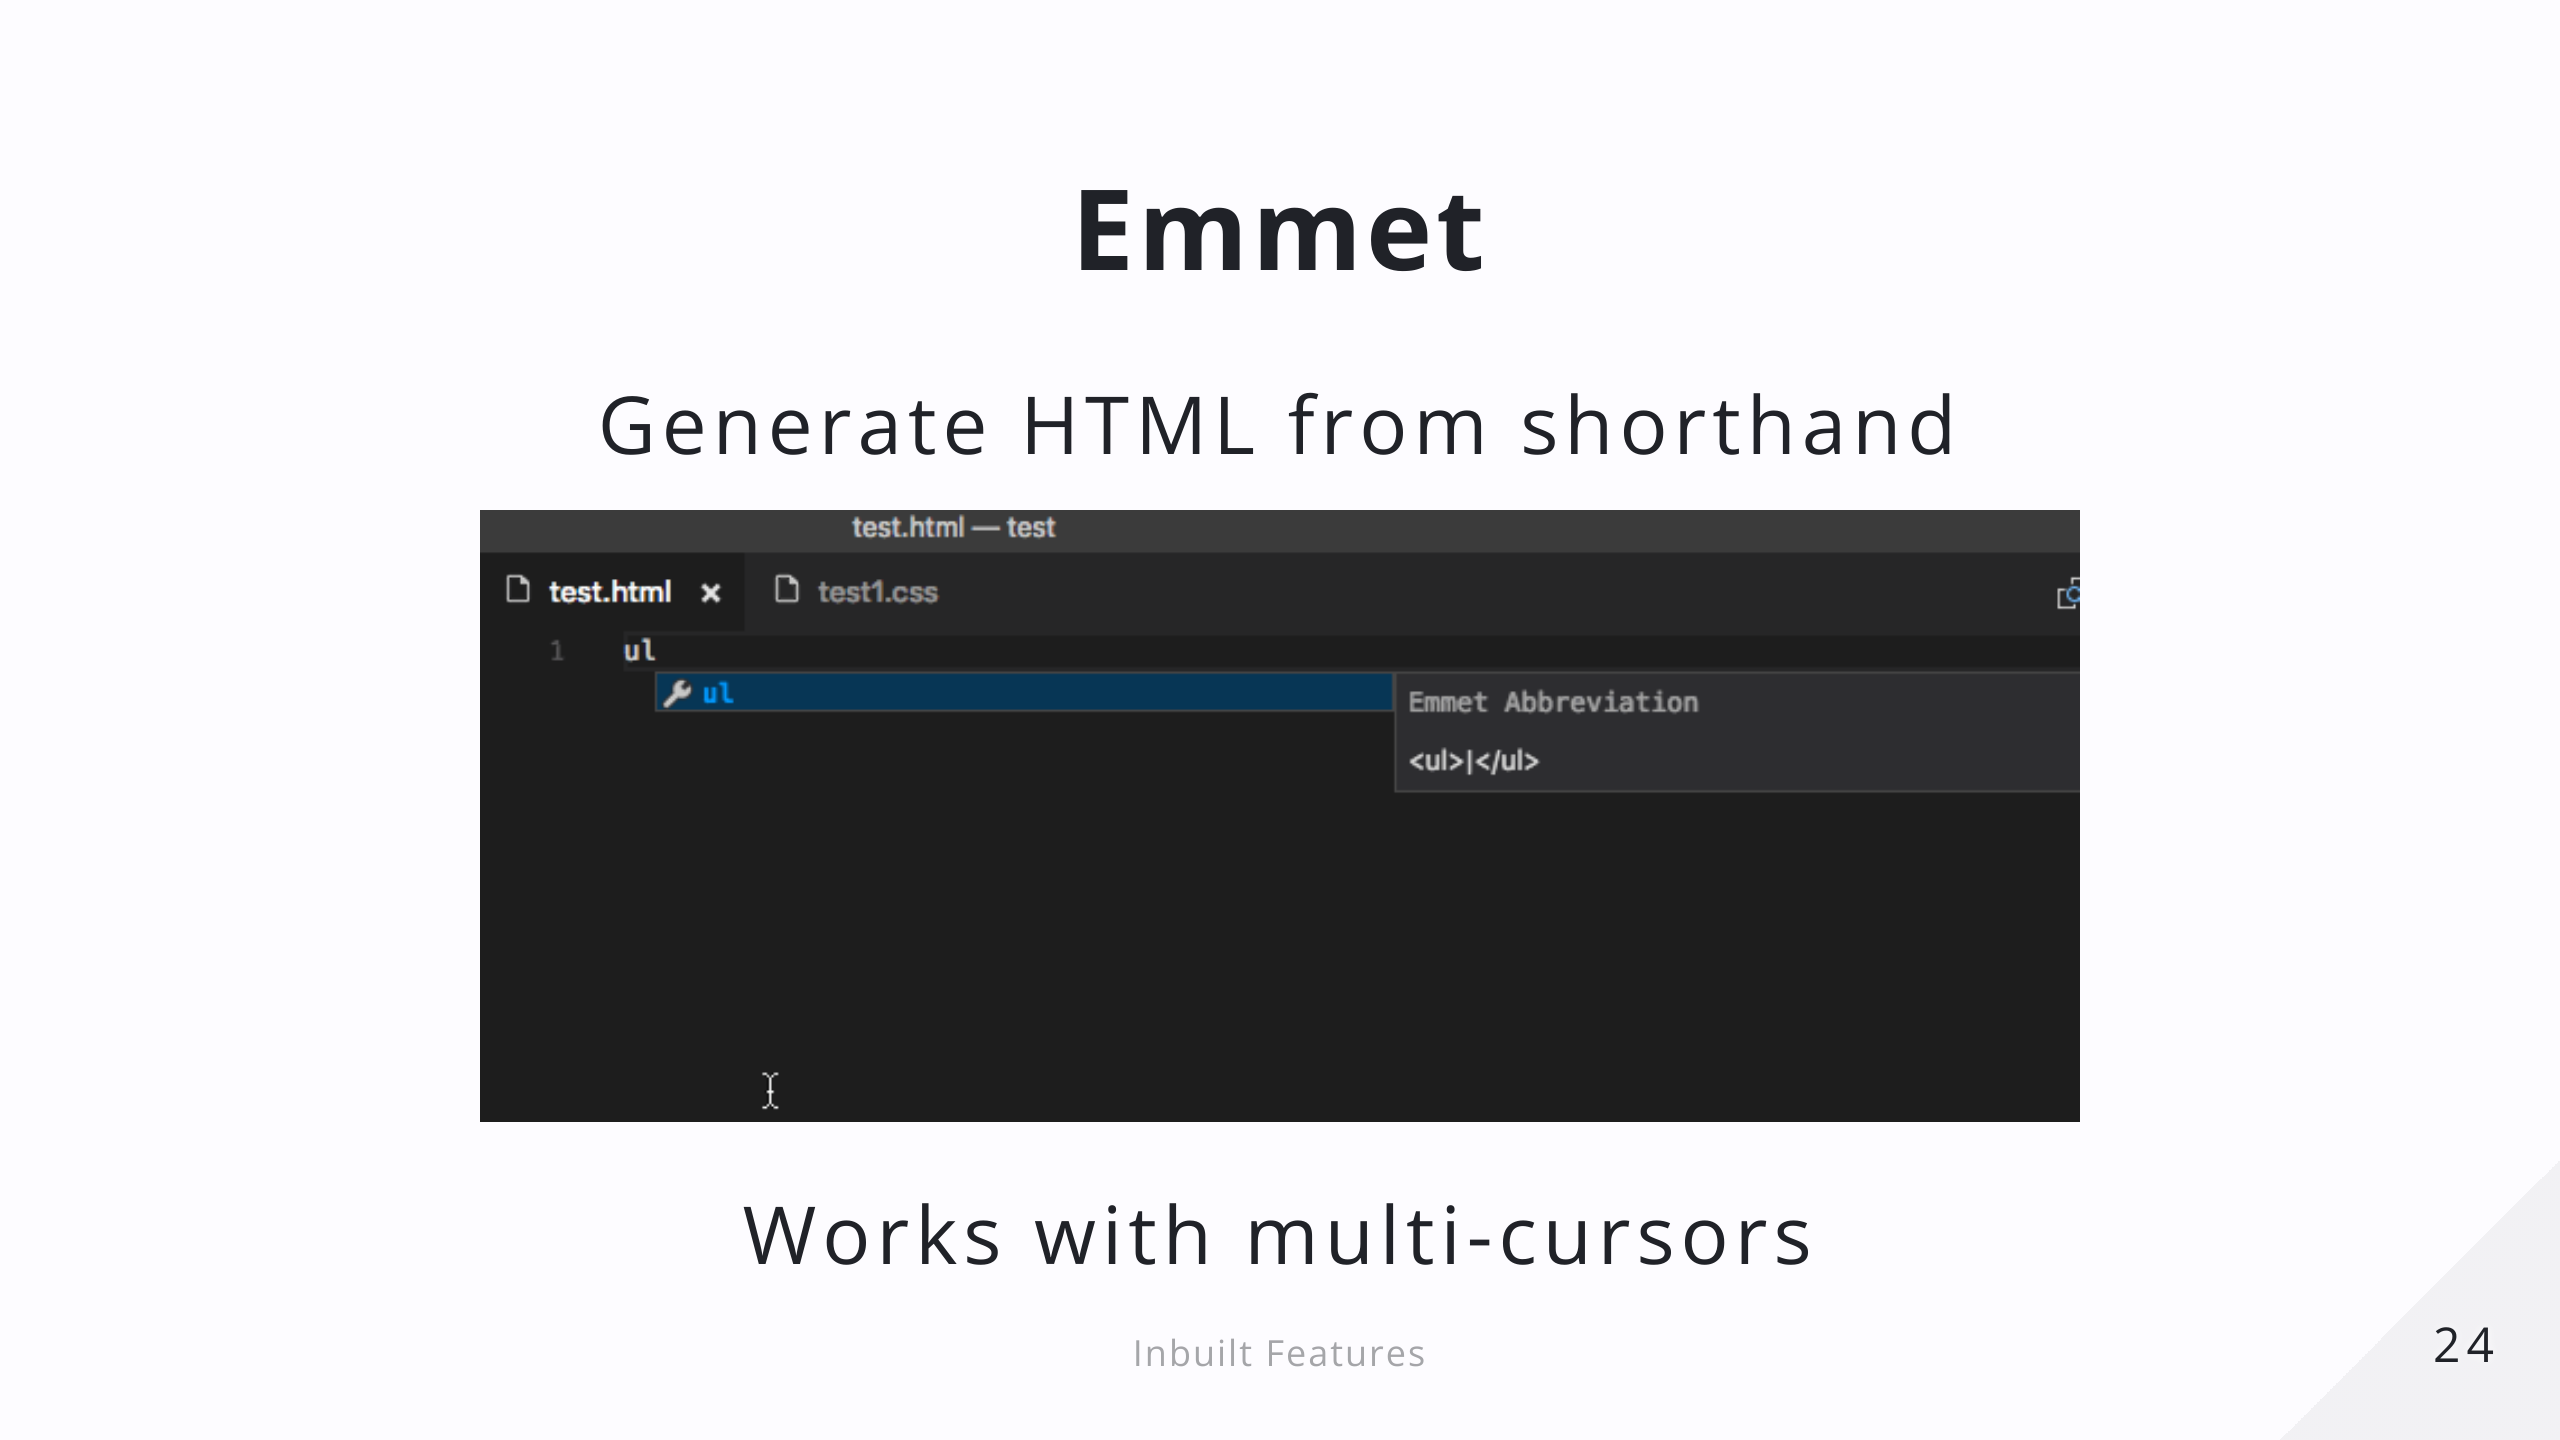 Emmet
Generate HTML from shorthand
test.html — test
test.html × test1.css
1 ul
ul
Emmet Abbreviation
<ul>|</ul>
Works with multi-cursors
Inbuilt Features
24